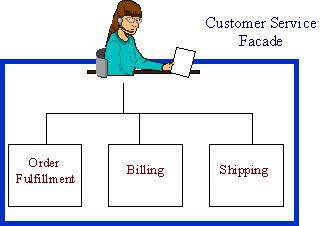 Customer Service
Facade
Order
Fulfillment
Billing
Shipping